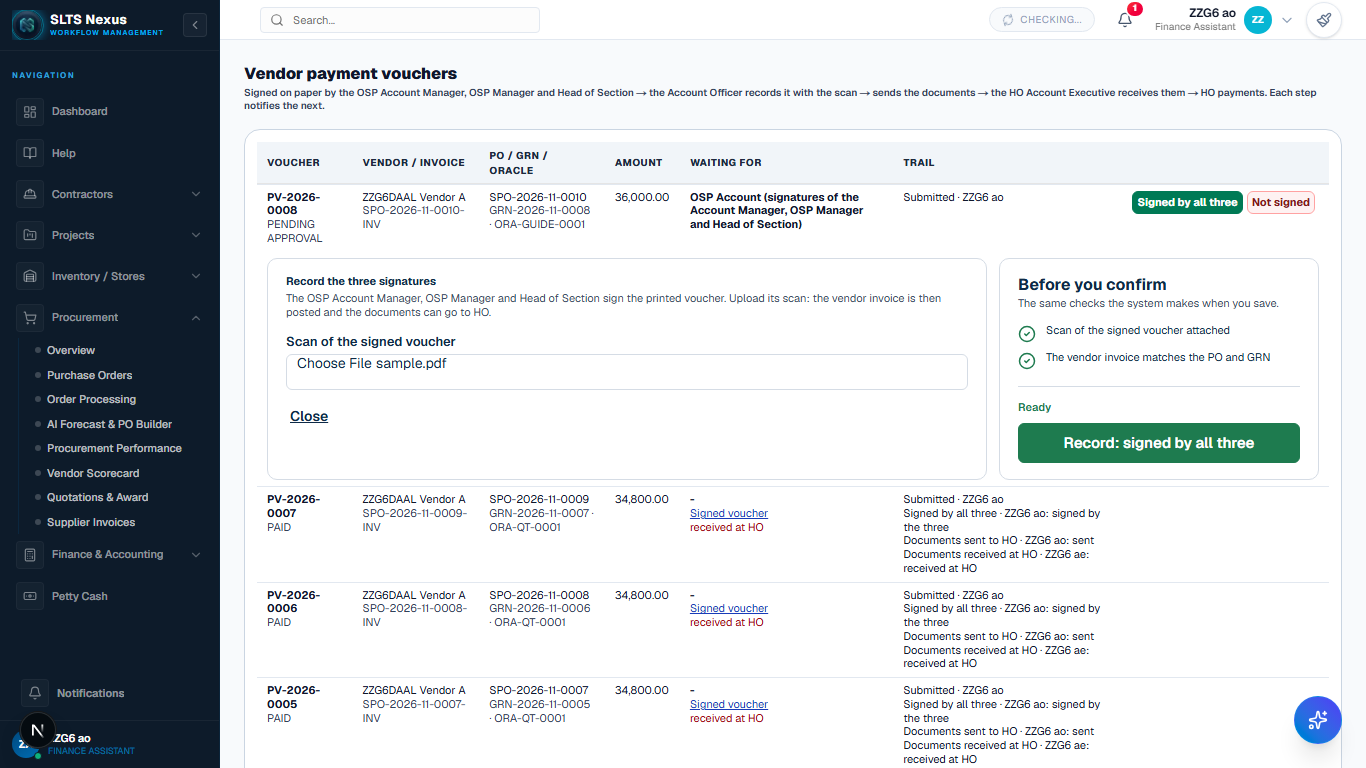 SLTS Nexus
WORKFLOW MANAGEMENT
Search...
CHECKING...
1
ZZG6 ao
Finance Assistant
ZZ
NAVIGATION
Dashboard
Help
Contractors
Projects
Inventory / Stores
Procurement
Overview
Purchase Orders
Order Processing
AI Forecast & PO Builder
Procurement Performance
Vendor Scorecard
Quotations & Award
Supplier Invoices
Finance & Accounting
Petty Cash
Notifications
N
ZZG6 ao
FINANCE ASSISTANT
Vendor payment vouchers
Signed on paper by the OSP Account Manager, OSP Manager and Head of Section → the Account Officer records it with the scan → sends the documents → the HO Account Executive receives them → HO payments. Each step
notifies the next.
VOUCHER
VENDOR / INVOICE
PO / GRN /
ORACLE
AMOUNT
WAITING FOR
TRAIL
PV-2026-
0008
PENDING
APPROVAL
ZZG6DAAL Vendor A
SPO-2026-11-0010-
INV
SPO-2026-11-0010
GRN-2026-11-0008
· ORA-GUIDE-0001
36,000.00
OSP Account (signatures of the
Account Manager, OSP Manager
and Head of Section)
Submitted · ZZG6 ao
Signed by all three
Not signed
Record the three signatures
The OSP Account Manager, OSP Manager and Head of Section sign the printed voucher. Upload its scan: the vendor invoice is then
posted and the documents can go to HO.
Scan of the signed voucher
Choose File sample.pdf
Close
Before you confirm
The same checks the system makes when you save.
Scan of the signed voucher attached
The vendor invoice matches the PO and GRN
Ready
Record: signed by all three
PV-2026-
0007
PAID
ZZG6DAAL Vendor A
SPO-2026-11-0009-
INV
SPO-2026-11-0009
GRN-2026-11-0007 ·
ORA-QT-0001
34,800.00
-
Signed voucher
received at HO
Submitted · ZZG6 ao
Signed by all three · ZZG6 ao: signed by
the three
Documents sent to HO · ZZG6 ao: sent
Documents received at HO · ZZG6 ae:
received at HO
PV-2026-
0006
PAID
ZZG6DAAL Vendor A
SPO-2026-11-0008-
INV
SPO-2026-11-0008
GRN-2026-11-0006
· ORA-QT-0001
34,800.00
-
Signed voucher
received at HO
Submitted · ZZG6 ao
Signed by all three · ZZG6 ao: signed by
the three
Documents sent to HO · ZZG6 ao: sent
Documents received at HO · ZZG6 ae:
received at HO
PV-2026-
0005
PAID
ZZG6DAAL Vendor A
SPO-2026-11-0007-
INV
SPO-2026-11-0007
GRN-2026-11-0005
· ORA-QT-0001
34,800.00
-
Signed voucher
received at HO
Submitted · ZZG6 ao
Signed by all three · ZZG6 ao: signed by
the three
Documents sent to HO · ZZG6 ao: sent
Documents received at HO · ZZG6 ae:
received at HO